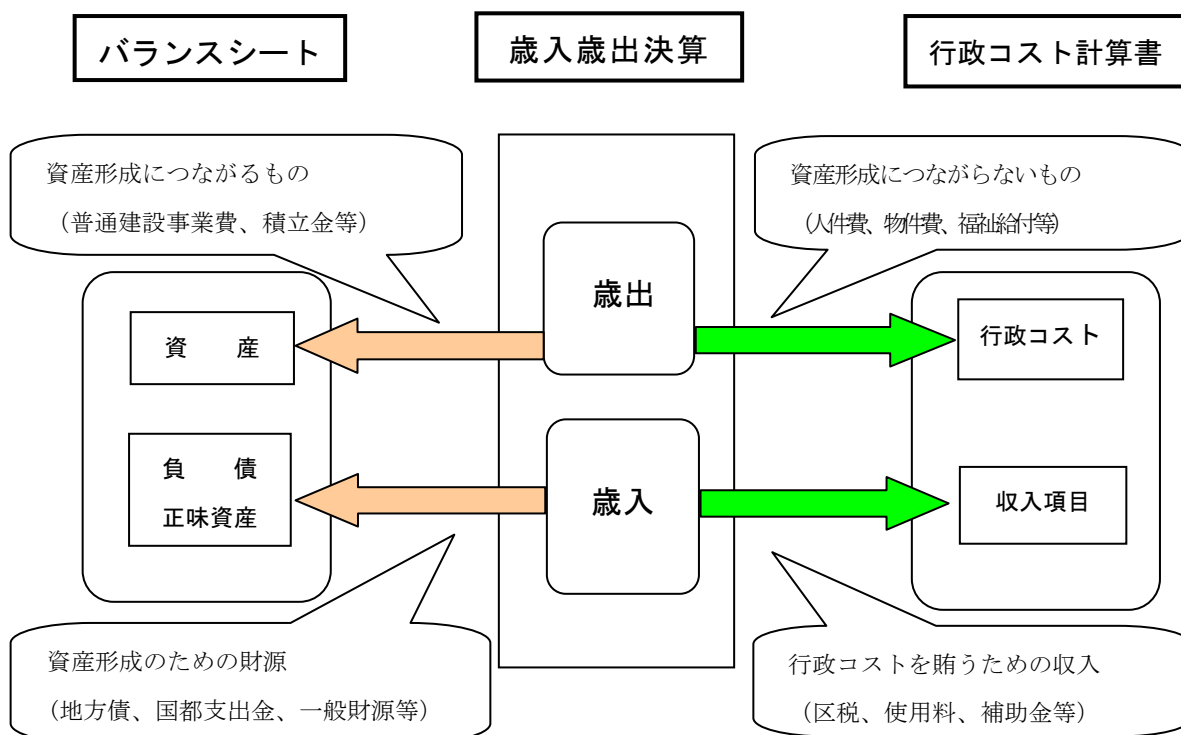 バランスシート
歳入歳出決算
行政コスト計算書
資産形成につながるもの
（普通建設事業費、積立金等）
資産形成につながらないもの
（人件費、物件費、福祉給付等）
歳出
資　産
行政コスト
負　債
正味資産
歳入
収入項目
資産形成のための財源
（地方債、国都支出金、一般財源等）
行政コストを賄うための収入
（区税、使用料、補助金等）